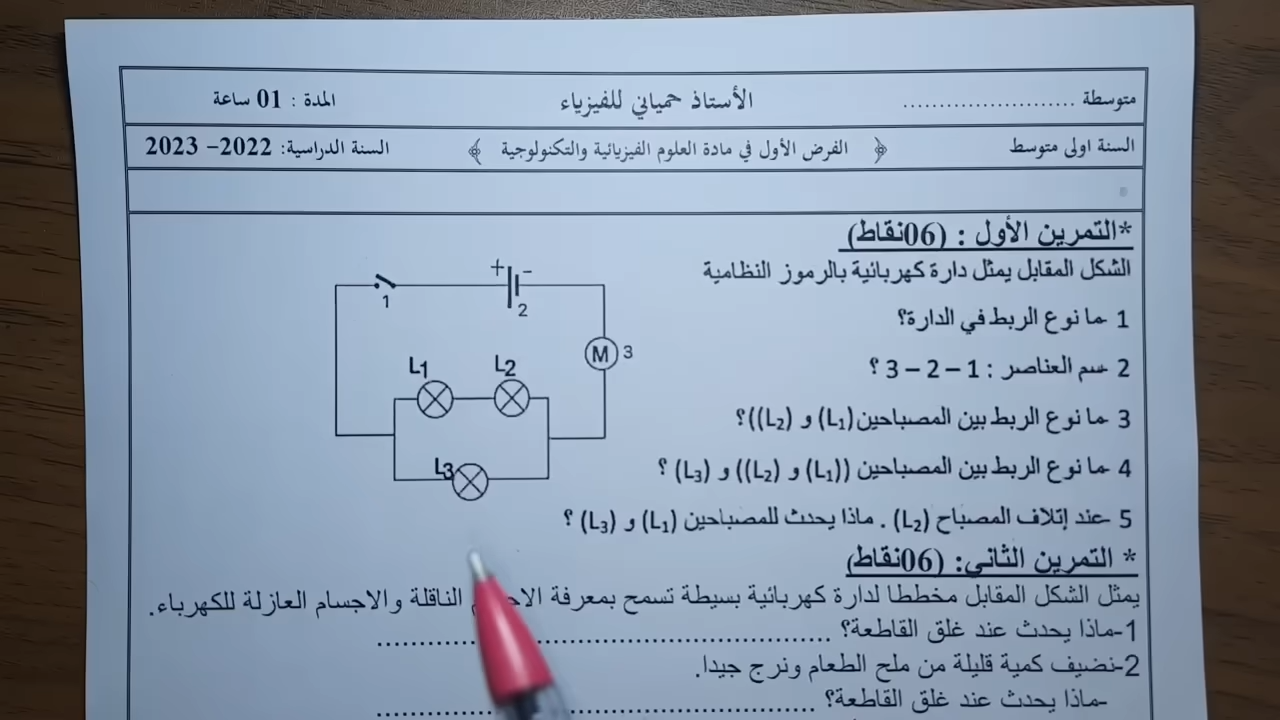 متوسطة ........................ الأستاذ حمياني للفيزياء المدة : 01 ساعة
السنة اولى متوسط ﴿ الفرض الأول في مادة العلوم الفيزيائية والتكنولوجية ﴾ السنة الدراسية: 2022– 2023
*التمرين الأول : (06نقاط)
الشكل المقابل يمثل دارة كهربائية بالرموز النظامية
1 -ما نوع الربط في الدارة؟
2 -سم العناصر : 1 – 2 – 3 ؟
3 -ما نوع الربط بين المصباحين(L₁) و (L₂))؟
4 -ما نوع الربط بين المصباحين ((L₁) و (L₂)) و (L₃) ؟
5 -عند إتلاف المصباح (L₂) . ماذا يحدث للمصباحين (L₁) و (L₃) ؟
+ -
1
2
M 3
L1 L2
L3
* التمرين الثاني: (06نقاط)
يمثل الشكل المقابل مخططا لدارة كهربائية بسيطة تسمح بمعرفة الناقلة والاجسام العازلة للكهرباء.
1-ماذا يحدث عند غلق القاطعة؟ ................................................
2-نضيف كمية قليلة من ملح الطعام ونرج جيدا.
-ماذا يحدث عند غلق القاطعة؟ ................................................